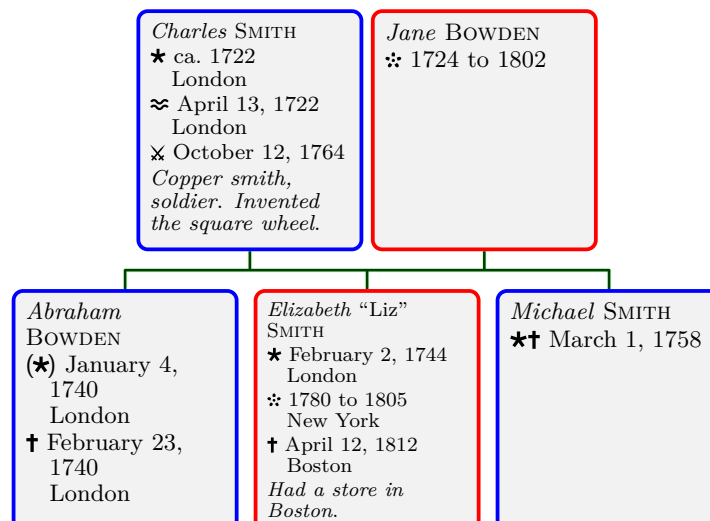 Charles SMITH
★ ca. 1722
London
≈ April 13, 1722
London
⚔ October 12, 1764
Copper smith,
soldier. Invented
the square wheel.
Jane BOWDEN
፨ 1724 to 1802
Abraham
BOWDEN
(★) January 4,
1740
London
† February 23,
1740
London
Elizabeth “Liz”
SMITH
★ February 2, 1744
London
፨ 1780 to 1805
New York
† April 12, 1812
Boston
Had a store in
Boston.
Michael SMITH
★† March 1, 1758